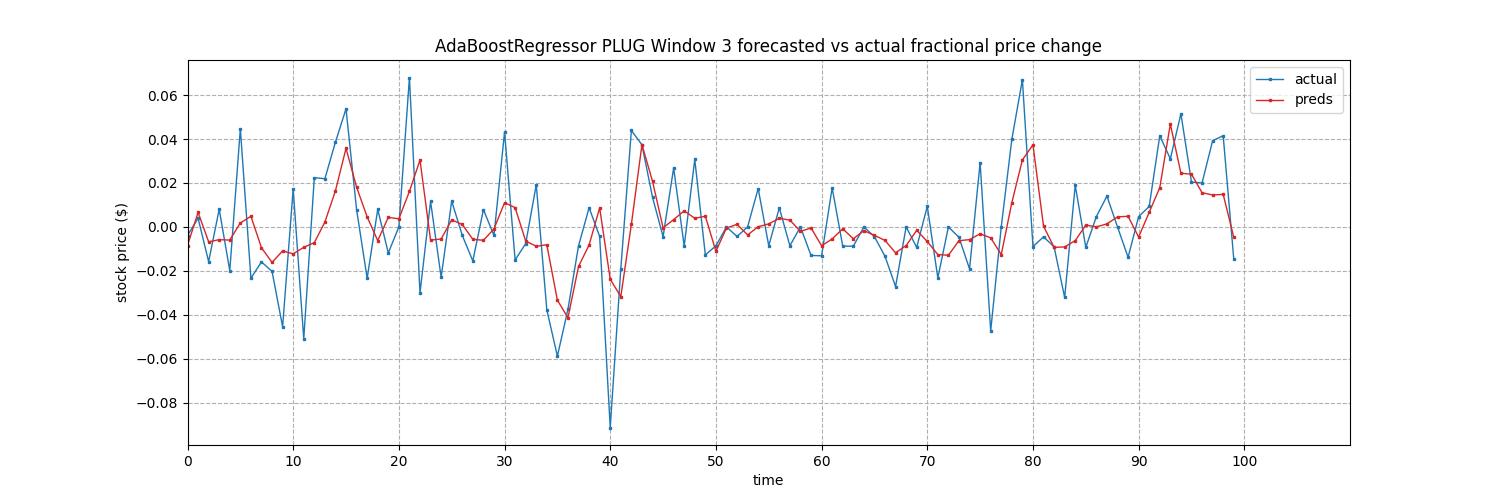 AdaBoostRegressor PLUG Window 3 forecasted vs actual fractional price change
actual
preds
0.06
0.04
0.02
0.00
−0.02
−0.04
−0.06
−0.08
stock price ($)
0 10 20 30 40 50 60 70 80 90 100
time